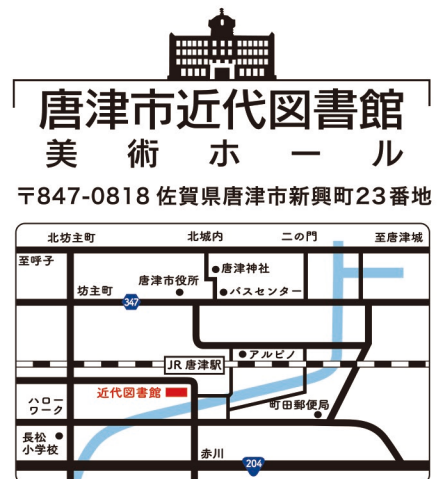 唐津市近代図書館
美術ホール
〒847-0818 佐賀県唐津市新興町23番地
北坊主町
北城内
二の門
至唐津城
至呼子
唐津神社
唐津市役所
坊主町
バスセンター
347
アルピノ
JR 唐津駅
近代図書館
ハロー
ワーク
町田郵便局
長松
小学校
赤川
204